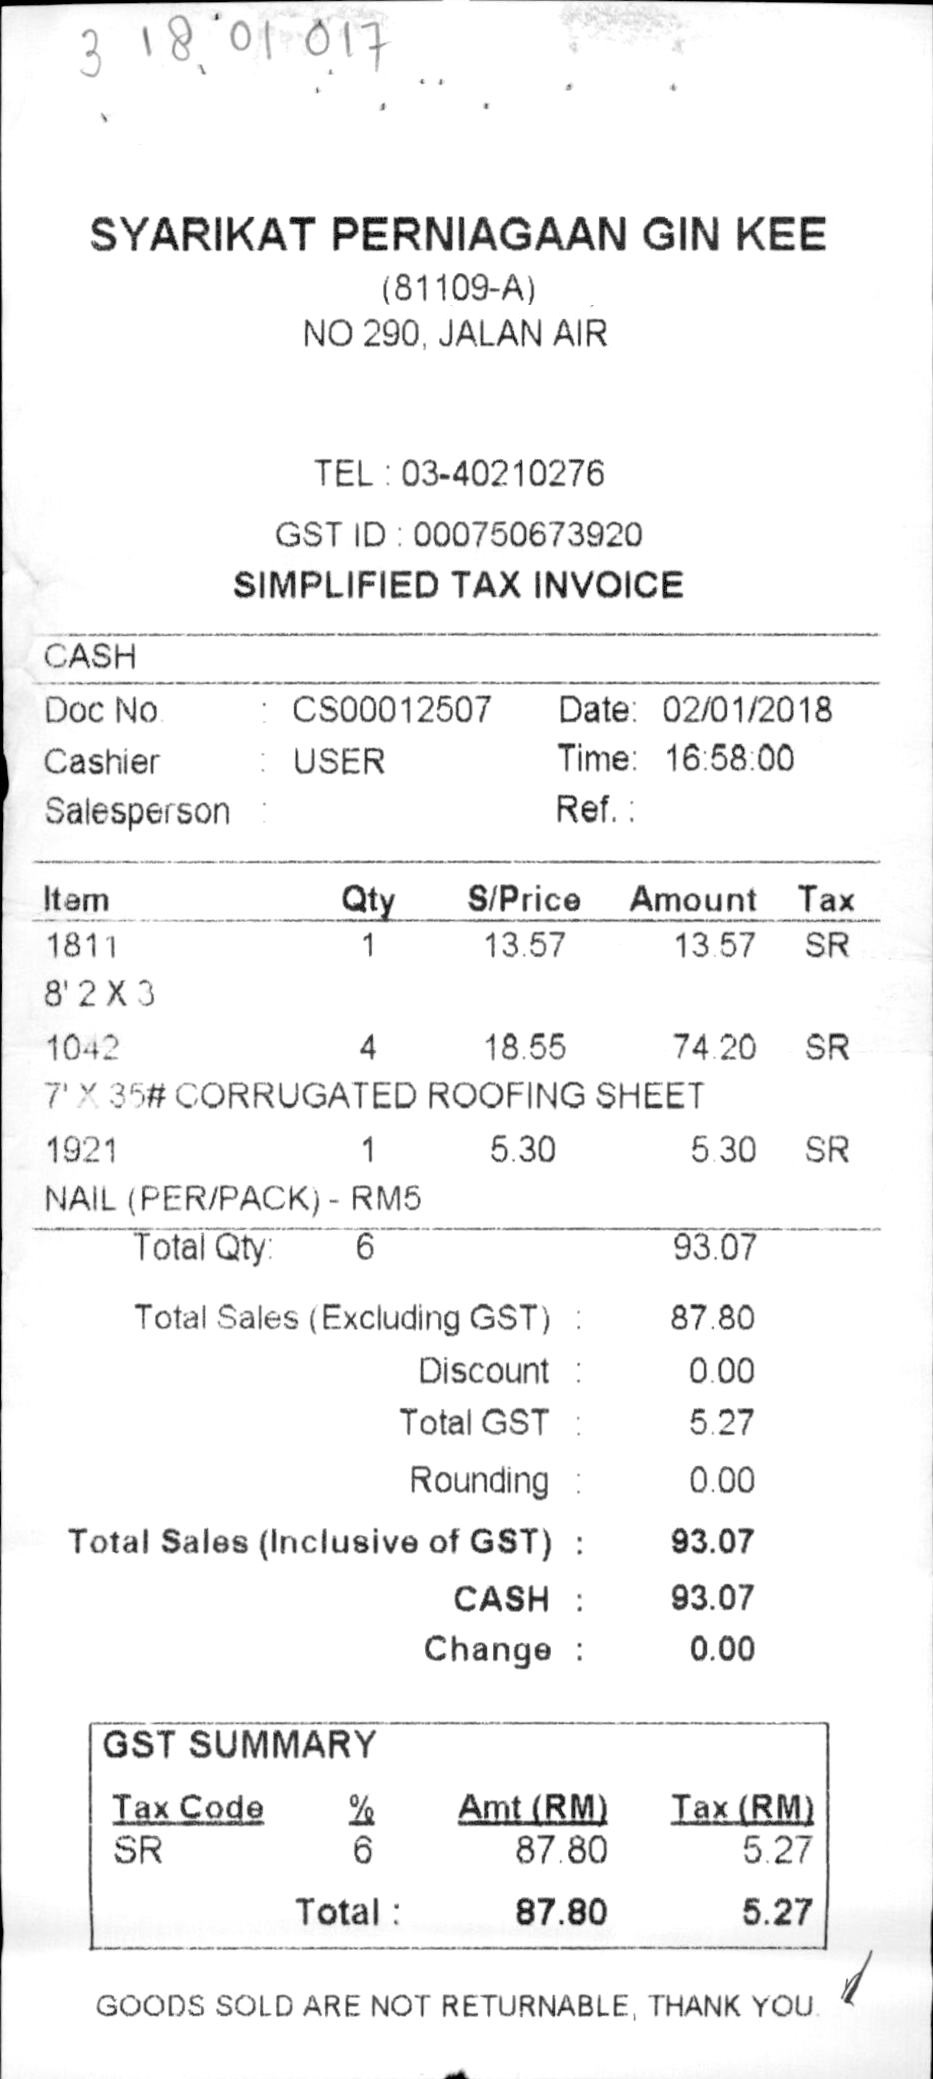 3 18 01 017
SYARIKAT PERNIAGAAN GIN KEE
(81109-A)
NO 290, JALAN AIR
TEL : 03-40210276
GST ID : 000750673920
SIMPLIFIED TAX INVOICE
CASH
Doc No : CS00012507 Date: 02/01/2018
Cashier : USER Time: 16:58:00
Salesperson : Ref. :
Item Qty S/Price Amount Tax
1811 1 13.57 13.57 SR
8' 2 X 3
1042 4 18.55 74.20 SR
7' X 35# CORRUGATED ROOFING SHEET
1921 1 5.30 5.30 SR
NAIL (PER/PACK) - RM5
Total Qty: 6 93.07
Total Sales (Excluding GST) : 87.80
Discount : 0.00
Total GST : 5.27
Rounding : 0.00
Total Sales (Inclusive of GST) : 93.07
CASH : 93.07
Change : 0.00
GST SUMMARY
Tax Code % Amt (RM) Tax (RM)
SR 6 87.80 5.27
Total : 87.80 5.27
GOODS SOLD ARE NOT RETURNABLE, THANK YOU.